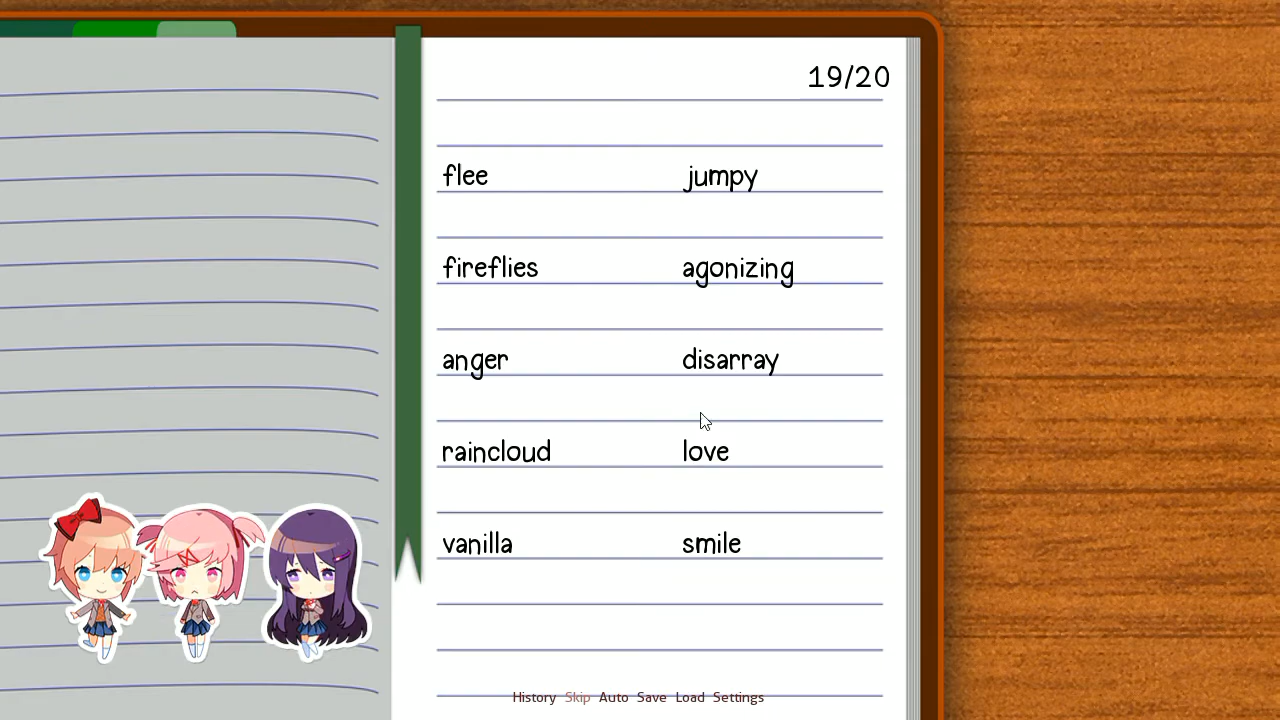 19/20
flee jumpy
fireflies agonizing
anger disarray
raincloud love
vanilla smile
History Skip Auto Save Load Settings